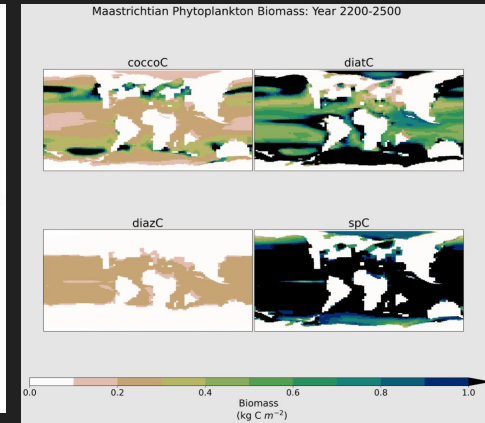 Maastrichtian Phytoplankton Biomass: Year 2200-2500
coccoC
diatC
diazC
spC
0.0
0.2
0.4
0.6
0.8
1.0
Biomass
(kg C m⁻²)